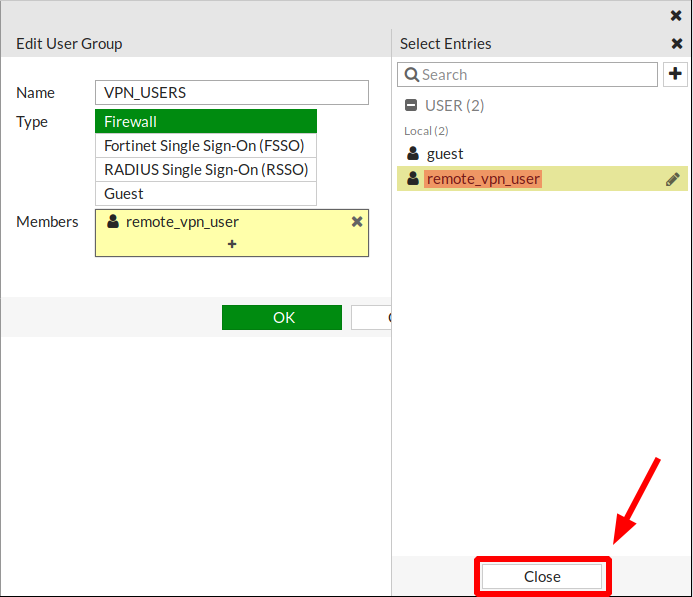 Edit User Group
Name
VPN_USERS
Type
Firewall
Fortinet Single Sign-On (FSSO)
RADIUS Single Sign-On (RSSO)
Guest
Members
remote_vpn_user
OK
Select Entries
Search
USER (2)
Local (2)
guest
remote_vpn_user
Close